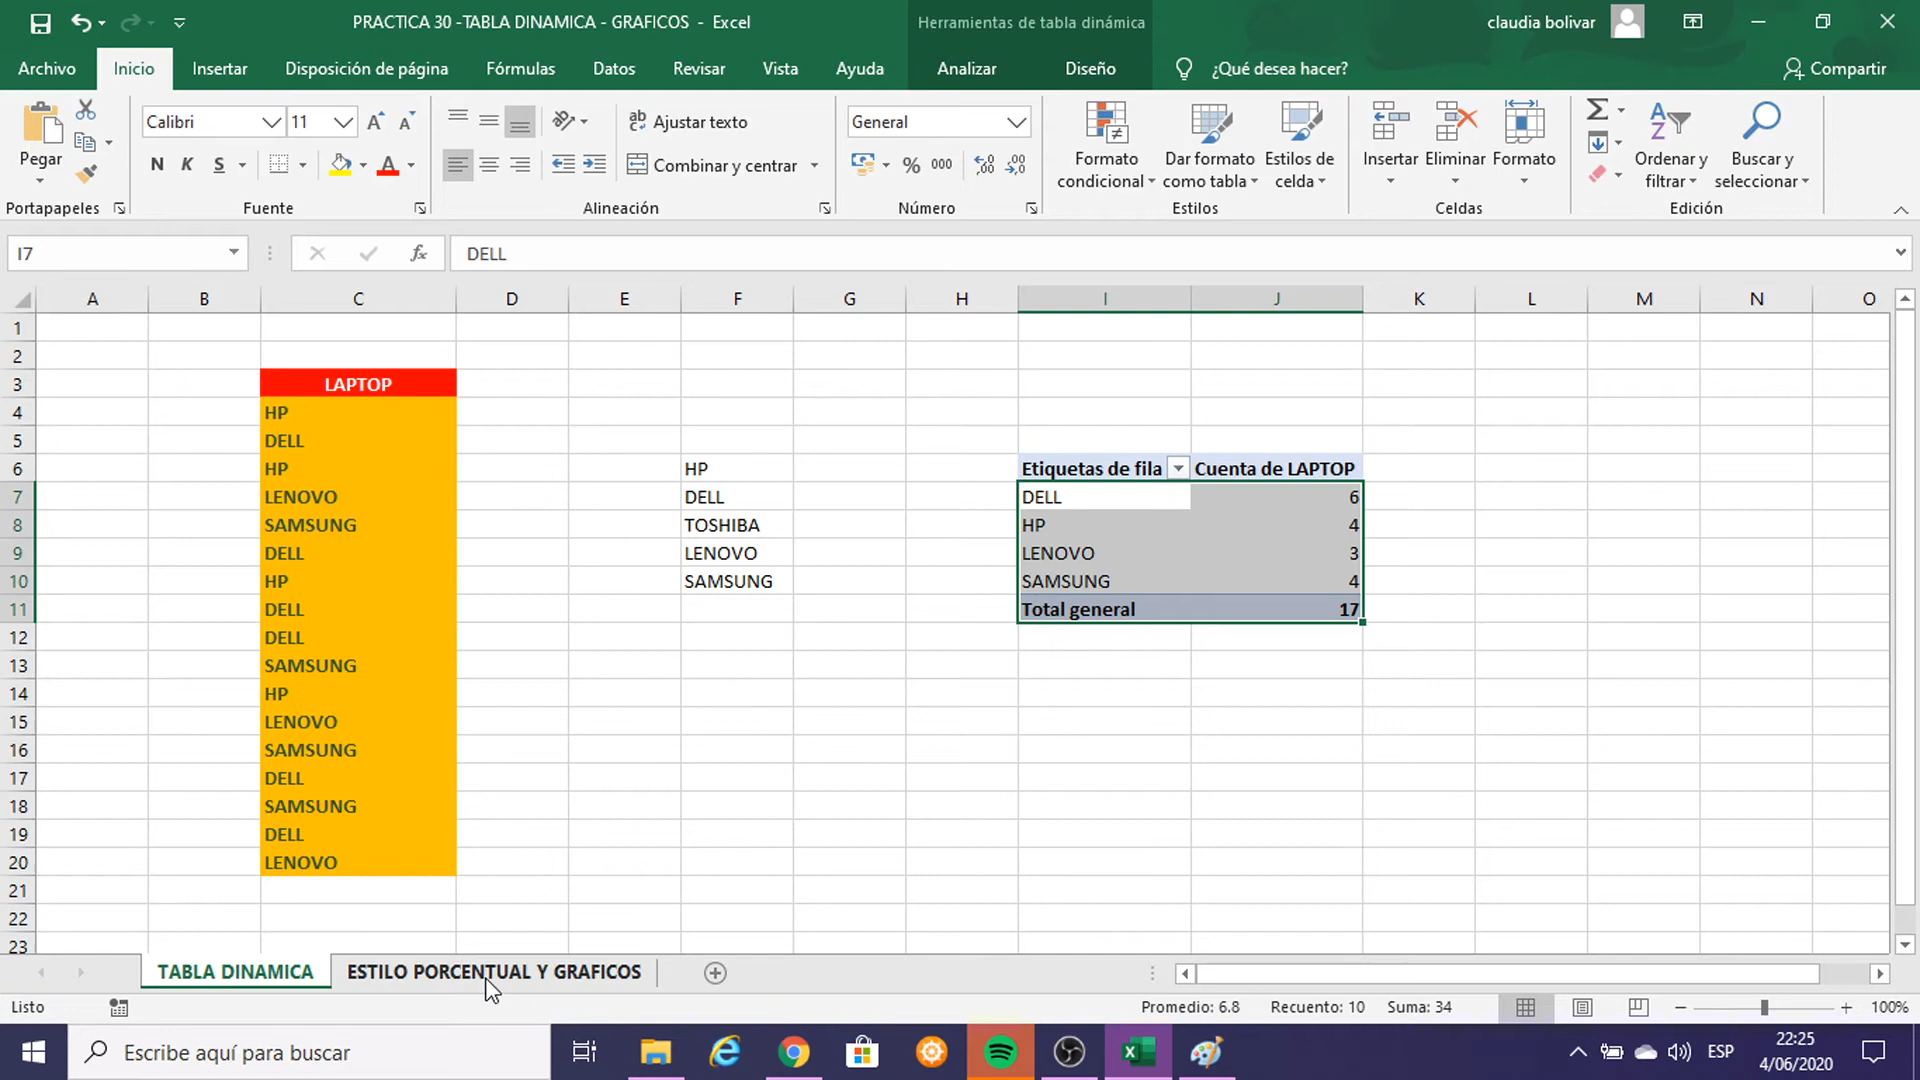 PRACTICA 30 -TABLA DINAMICA - GRAFICOS - Excel
Herramientas de tabla dinámica
claudia bolivar
Archivo Inicio Insertar Disposición de página Fórmulas Datos Revisar Vista Ayuda Analizar Diseño ¿Qué desea hacer? Compartir
Pegar
Portapapeles
Calibri 11
N K S A
Fuente
Ajustar texto
Combinar y centrar
Alineación
General
% 000
Número
Formato condicional
Dar formato como tabla
Estilos de celda
Estilos
Insertar Eliminar Formato
Celdas
Ordenar y filtrar
Buscar y seleccionar
Edición
I7 fx DELL
A B C D E F G H I J K L M N O
1
2
3 LAPTOP
4 HP
5 DELL
6 HP HP Etiquetas de fila Cuenta de LAPTOP
7 LENOVO DELL DELL 6
8 SAMSUNG TOSHIBA HP 4
9 DELL LENOVO LENOVO 3
10 HP SAMSUNG SAMSUNG 4
11 DELL Total general 17
12 DELL
13 SAMSUNG
14 HP
15 LENOVO
16 SAMSUNG
17 DELL
18 SAMSUNG
19 DELL
20 LENOVO
21
22
23
TABLA DINAMICA ESTILO PORCENTUAL Y GRAFICOS
Listo Promedio: 6.8 Recuento: 10 Suma: 34 100%
Escribe aquí para buscar
ESP
22:25
4/06/2020